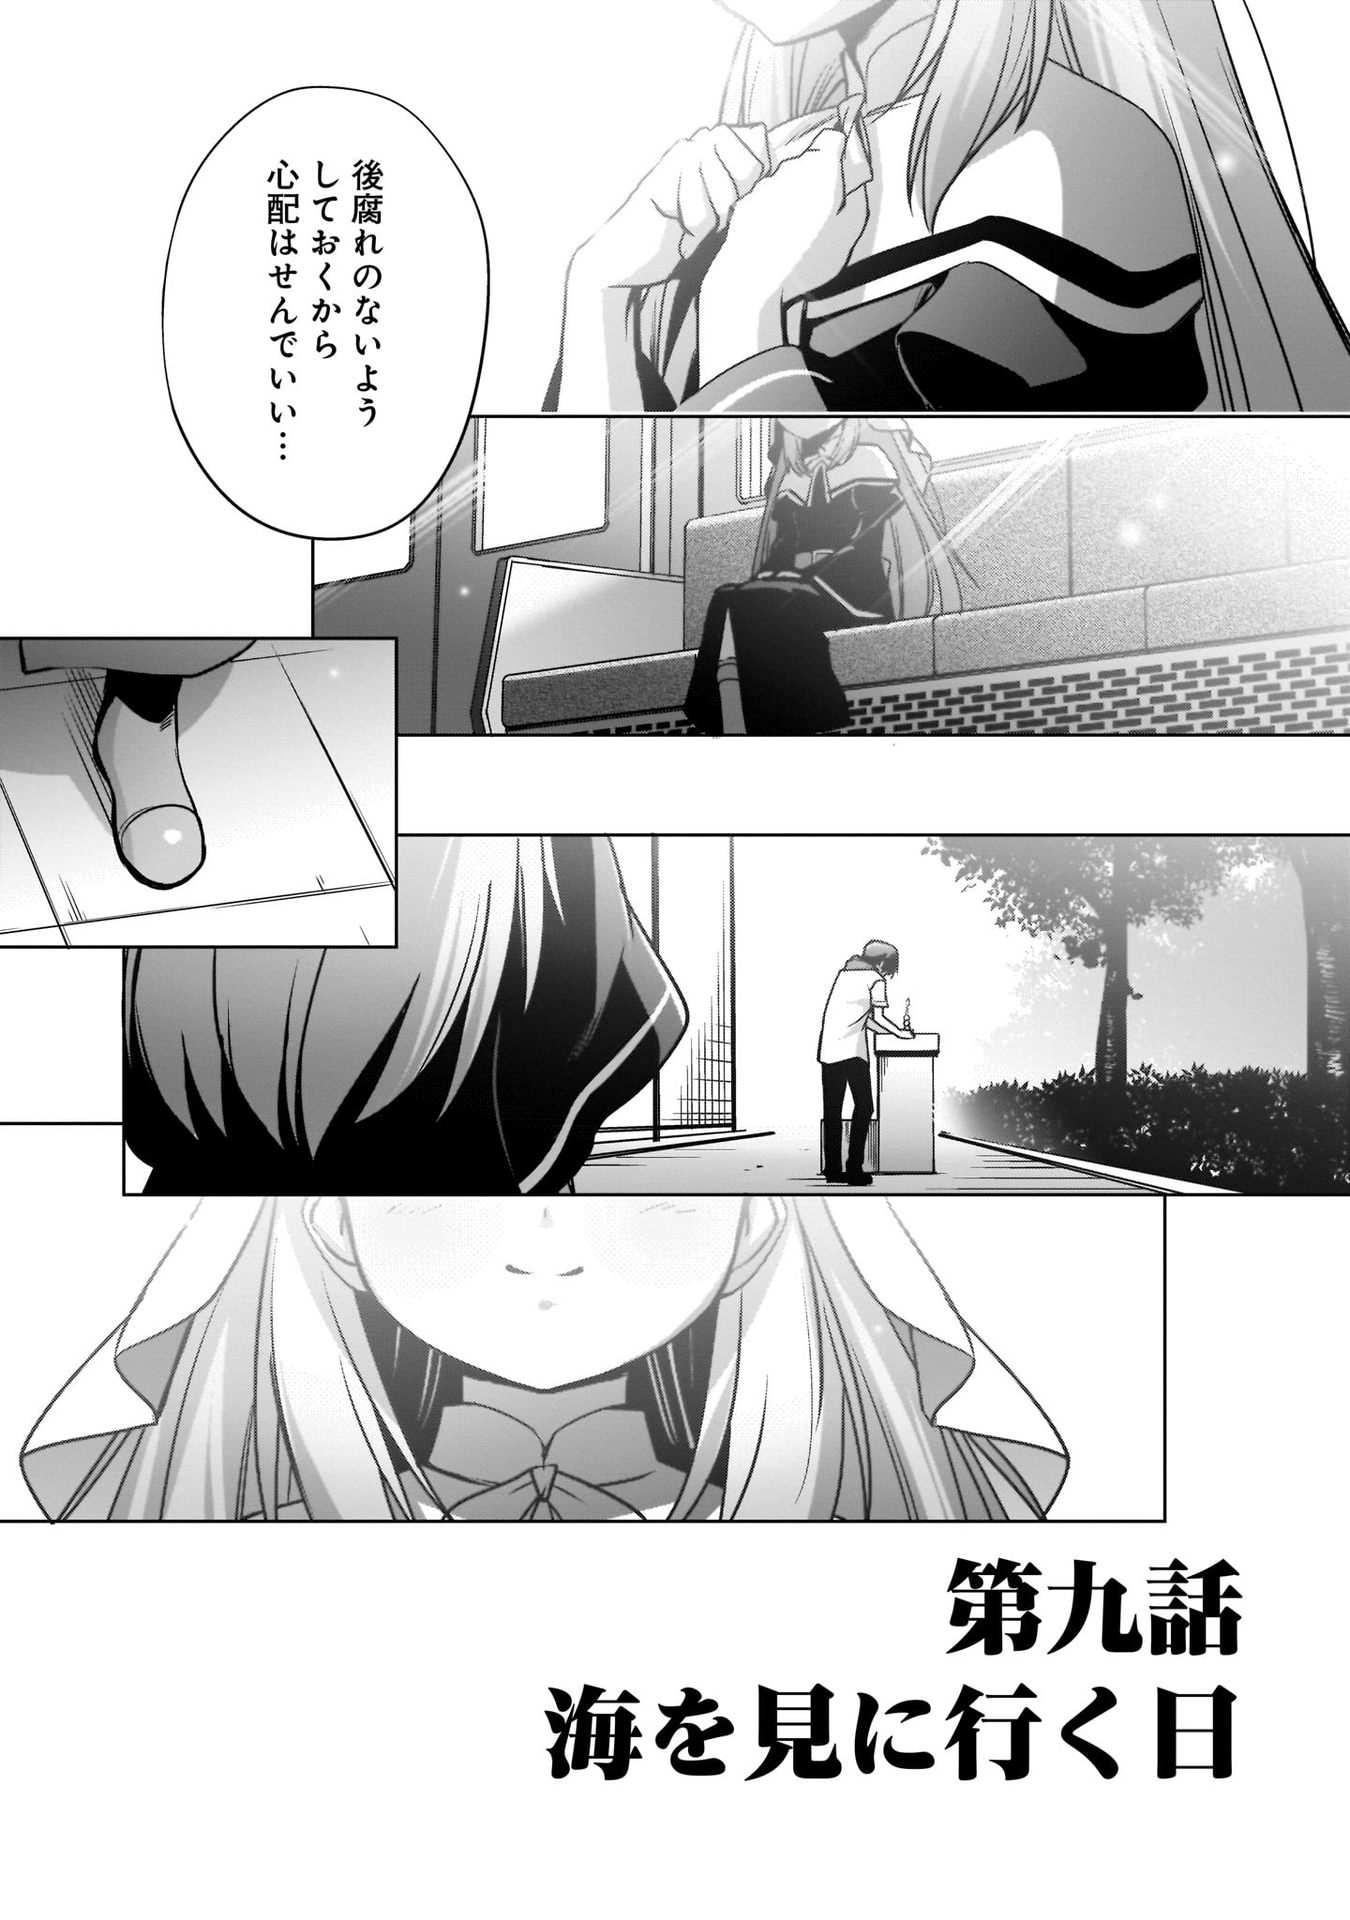 後腐れのないよう
しておくから
心配はせんでいい…
第九話
海を見に行く日